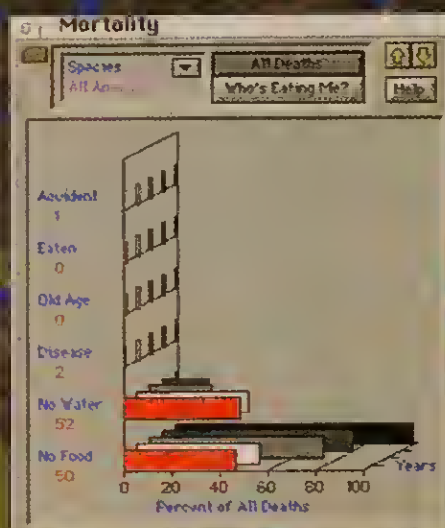 Mortality
Species
All
All Deaths
Who's Eating Me?
Help
Accident
1
Eaten
0
Old Age
0
Disease
2
No Water
52
No Food
50
0 20 40 60 80 100
Years
Percent of All Deaths